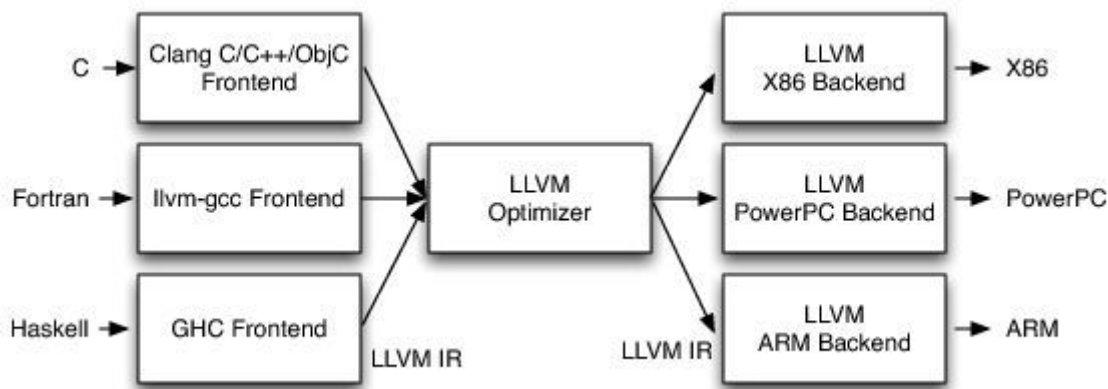 C
Clang C/C++/ObjC
Frontend
LLVM
X86 Backend
X86
Fortran
llvm-gcc Frontend
LLVM
Optimizer
LLVM
PowerPC Backend
PowerPC
Haskell
GHC Frontend
LLVM IR
LLVM IR
LLVM
ARM Backend
ARM